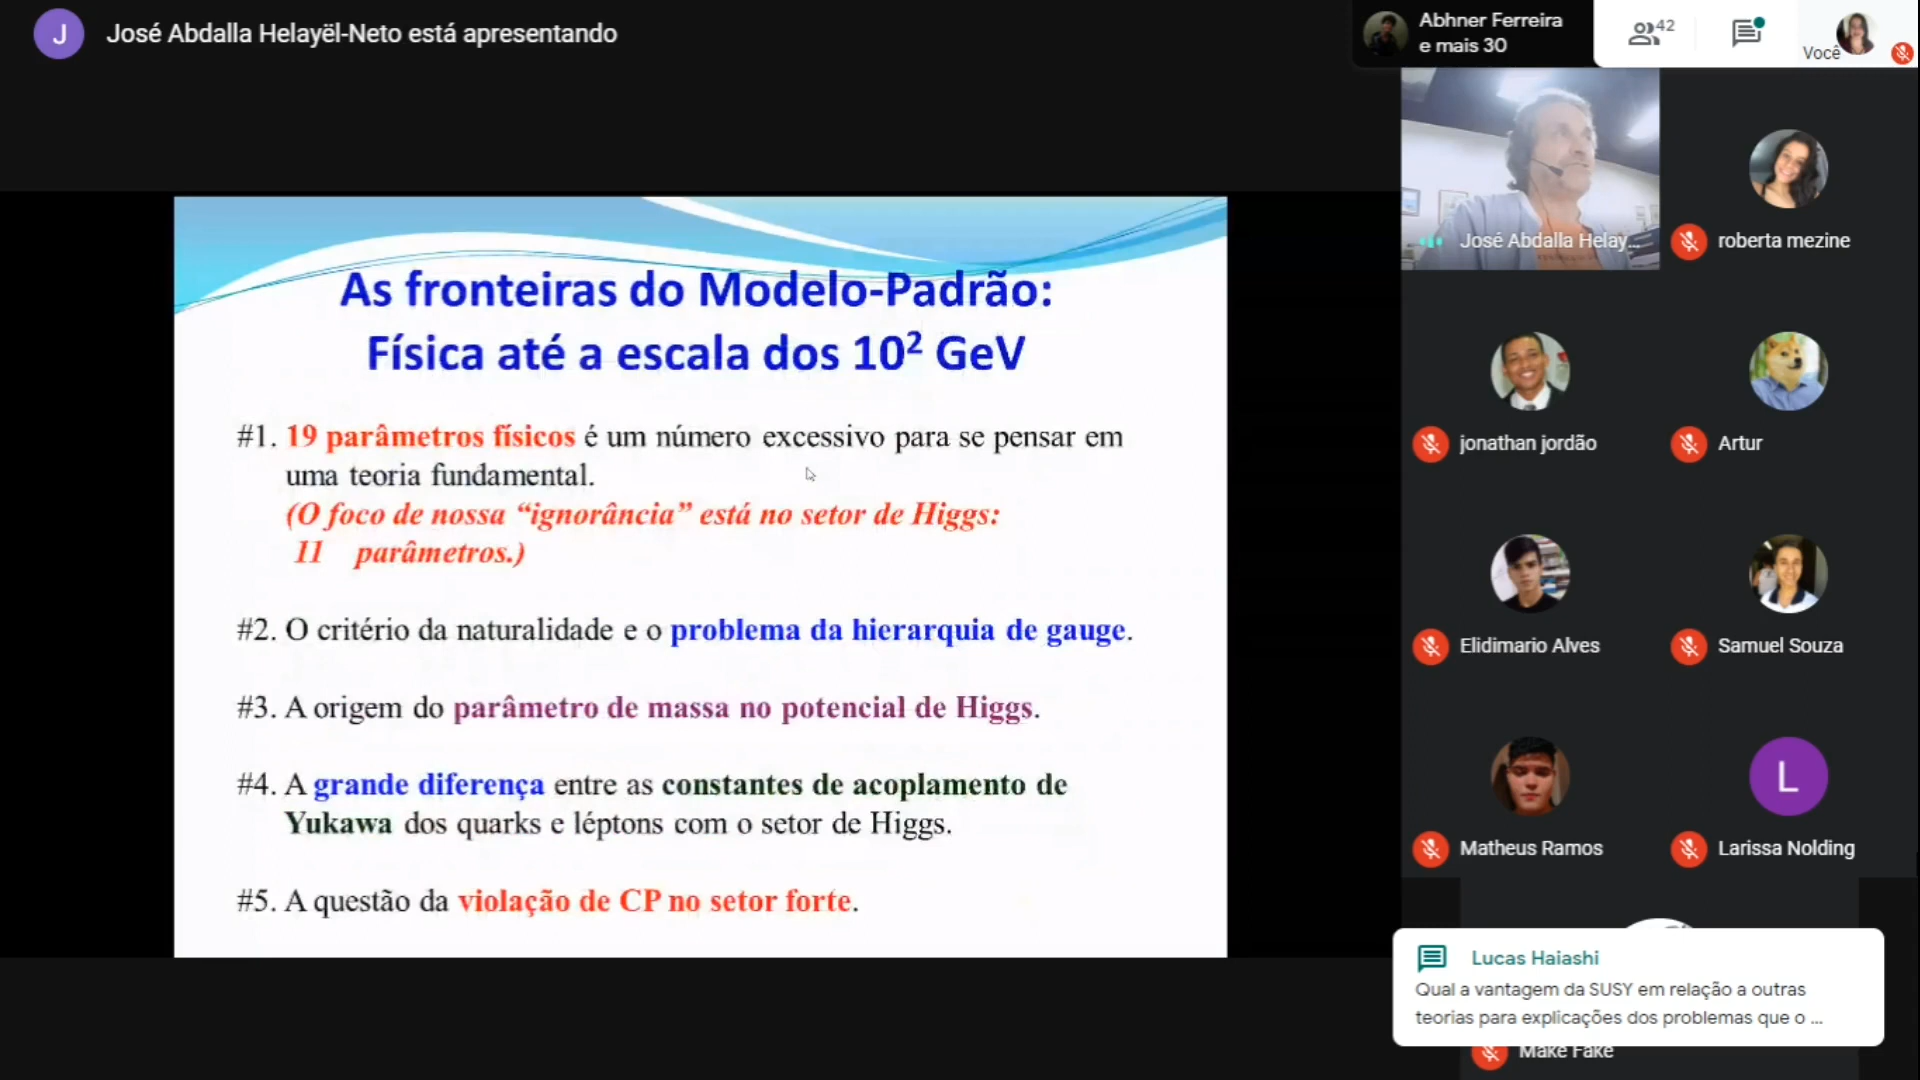 J
José Abdalla Helayël-Neto está apresentando
Abhner Ferreira
e mais 30
42
Você
As fronteiras do Modelo-Padrão:
Física até a escala dos 10² GeV
#1. 19 parâmetros físicos é um número excessivo para se pensar em
uma teoria fundamental.
(O foco de nossa “ignorância” está no setor de Higgs:
11 parâmetros.)
#2. O critério da naturalidade e o problema da hierarquia de gauge.
#3. A origem do parâmetro de massa no potencial de Higgs.
#4. A grande diferença entre as constantes de acoplamento de
Yukawa dos quarks e léptons com o setor de Higgs.
#5. A questão da violação de CP no setor forte.
José Abdalla Helay...
roberta mezine
jonathan jordão
Artur
Elidimario Alves
Samuel Souza
L
Matheus Ramos
Larissa Nolding
Lucas Haiashi
Qual a vantagem da SUSY em relação a outras
teorias para explicações dos problemas que o ...
Make Fake